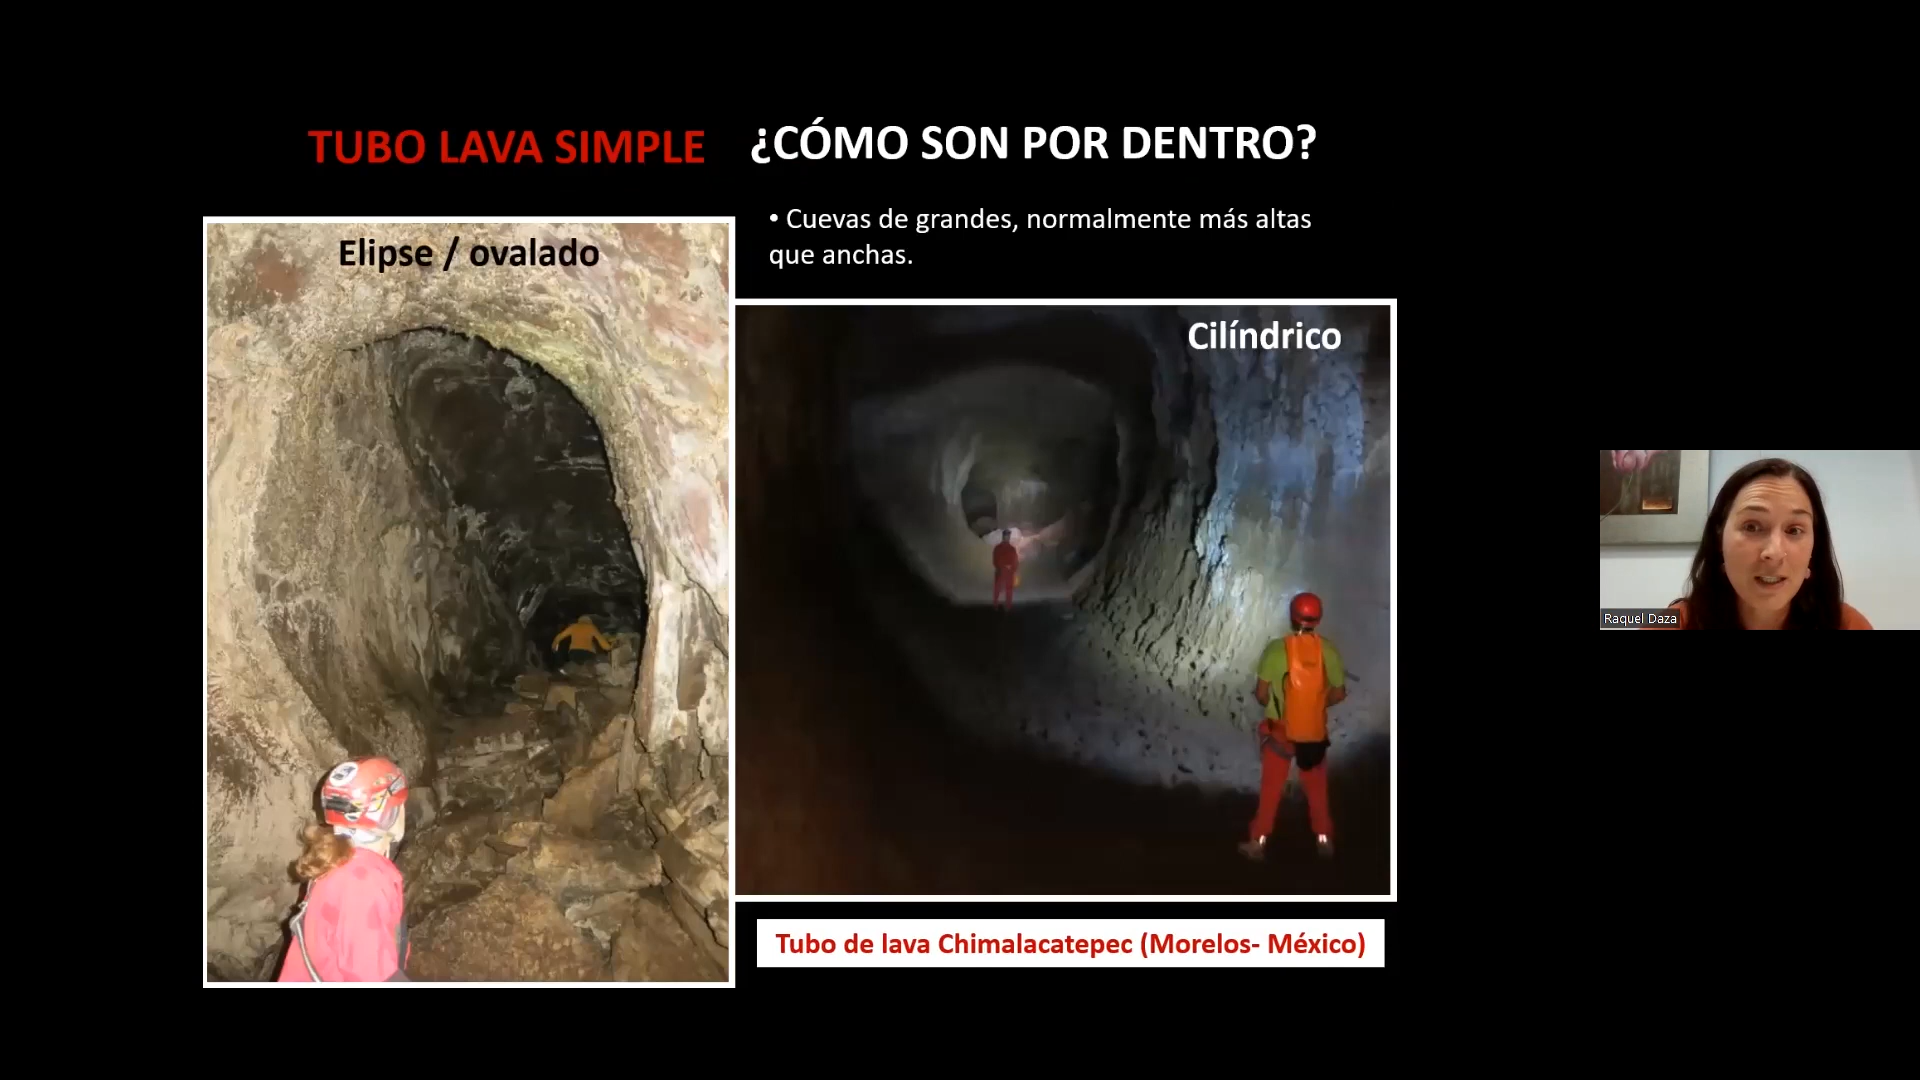 TUBO LAVA SIMPLE
¿CÓMO SON POR DENTRO?
• Cuevas de grandes, normalmente más altas
que anchas.
Elipse / ovalado
Cilíndrico
Tubo de lava Chimalacatepec (Morelos- México)
Raquel Daza